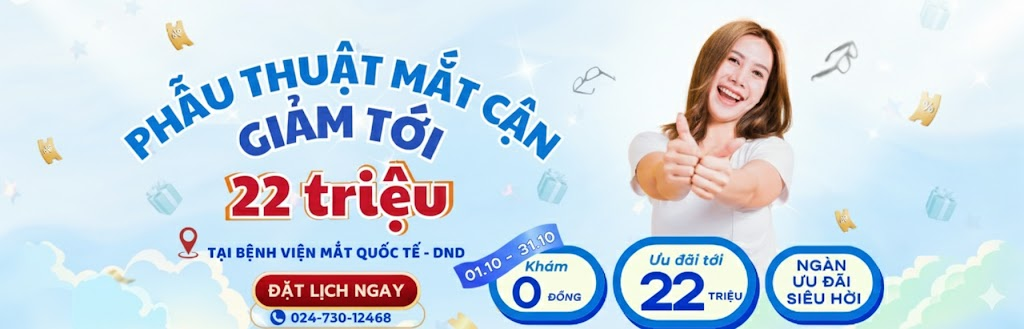 PHẪU THUẬT MẮT CẬN
GIẢM TỚI
22 triệu
TẠI BỆNH VIỆN MẮT QUỐC TẾ - DND
ĐẶT LỊCH NGAY
024-730-12468
01.10 - 31.10
Khám
0 ĐỒNG
Ưu đãi tới
22 TRIỆU
NGÀN
ƯU ĐÃI
SIÊU HỜI